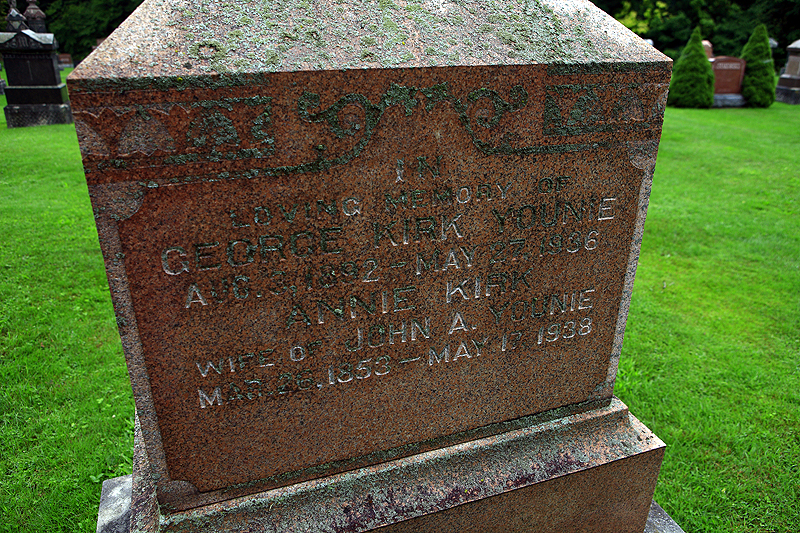 IN
LOVING MEMORY OF
GEORGE KIRK YOUNIE
AUG. 3, 1892 – MAY 27, 1936
ANNIE KIRK
WIFE OF JOHN A. YOUNIE
MAR. 1853 – MAY 17, 1938